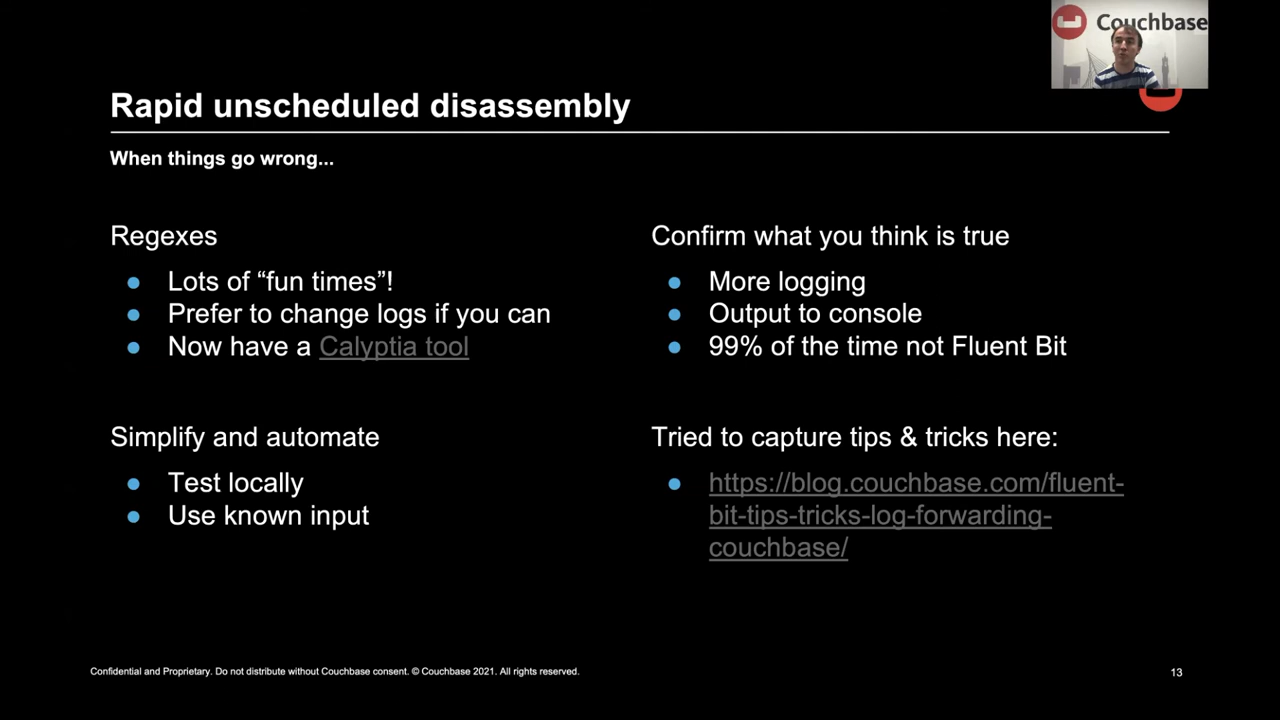 Couchbase
Rapid unscheduled disassembly
When things go wrong...
Regexes
● Lots of “fun times”!
● Prefer to change logs if you can
● Now have a Calyptia tool
Simplify and automate
● Test locally
● Use known input
Confirm what you think is true
● More logging
● Output to console
● 99% of the time not Fluent Bit
Tried to capture tips & tricks here:
● https://blog.couchbase.com/fluent-
bit-tips-tricks-log-forwarding-
couchbase/
Confidential and Proprietary. Do not distribute without Couchbase consent. © Couchbase 2021. All rights reserved.
13